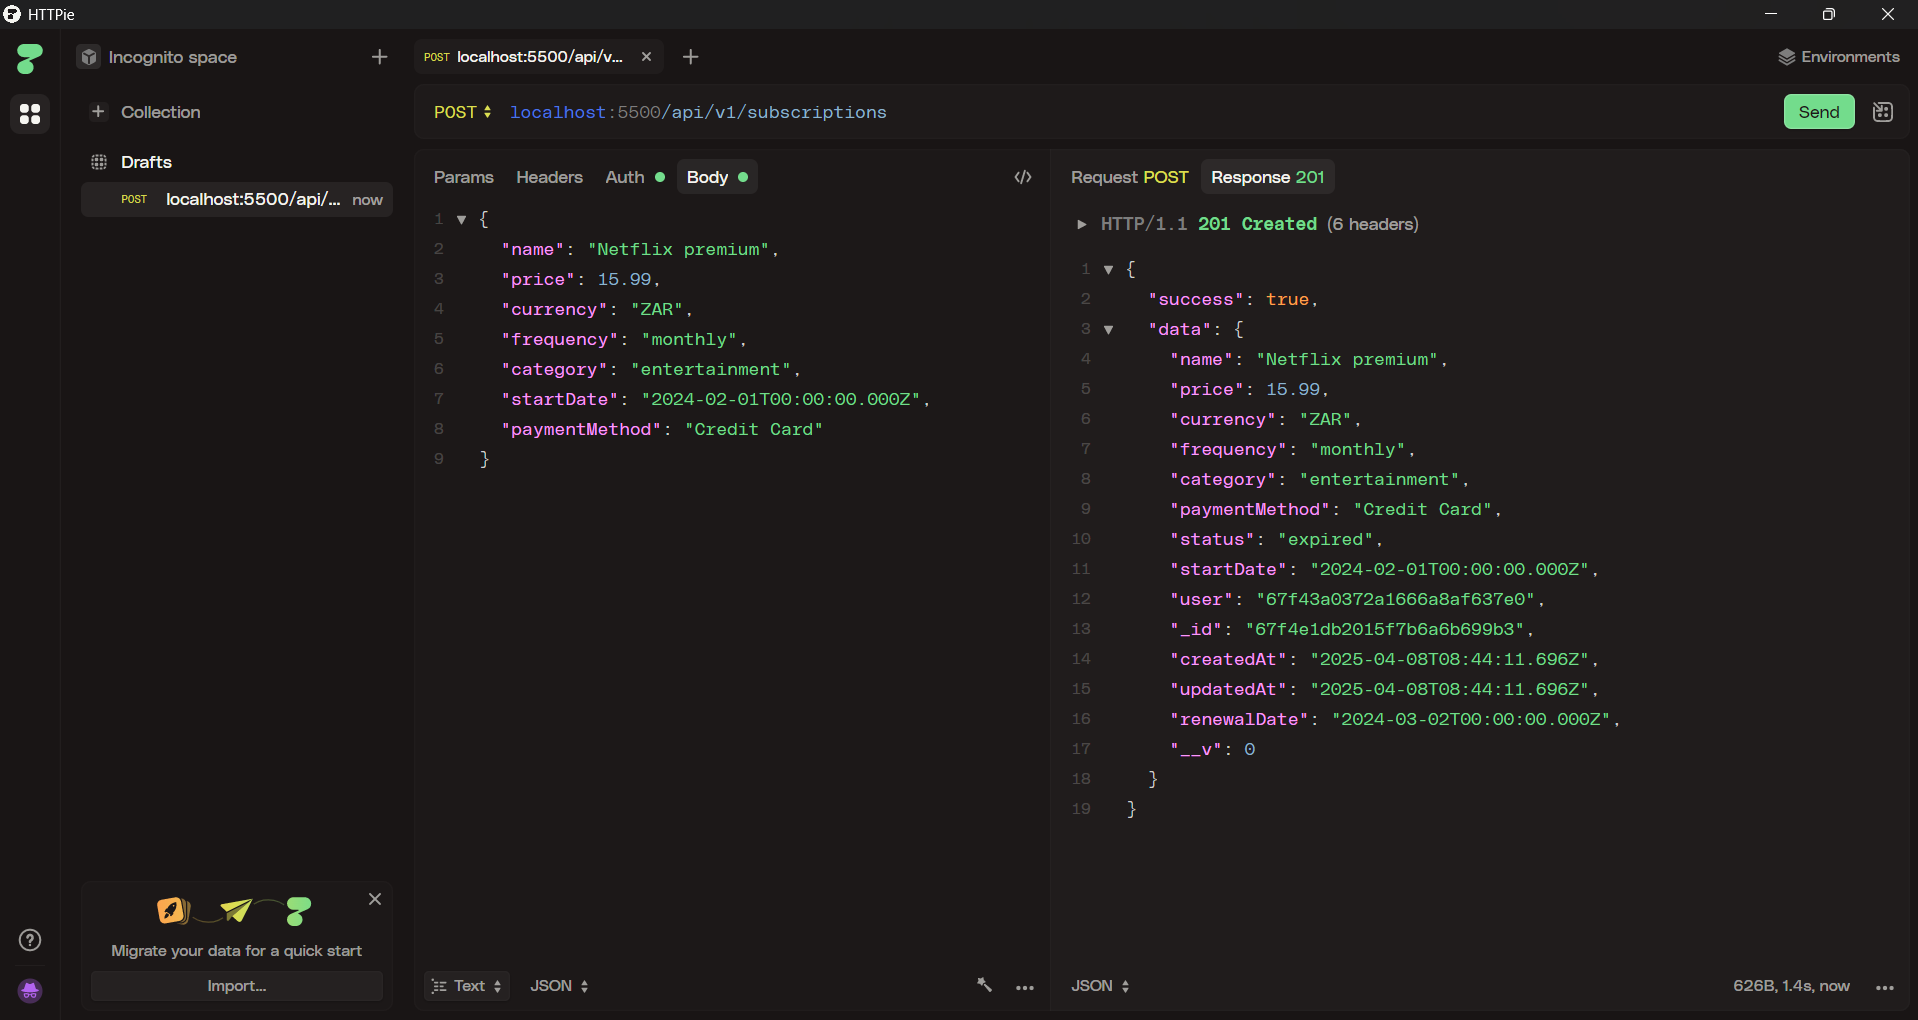 HTTPie
Incognito space
POST localhost:5500/api/v...
Environments
Collection
POST localhost:5500/api/v1/subscriptions
Send
Drafts
POST localhost:5500/api/... now
Params Headers Auth Body
Request POST Response 201
1 {
2 "name": "Netflix premium",
3 "price": 15.99,
4 "currency": "ZAR",
5 "frequency": "monthly",
6 "category": "entertainment",
7 "startDate": "2024-02-01T00:00:00.000Z",
8 "paymentMethod": "Credit Card"
9 }
HTTP/1.1 201 Created (6 headers)
1 {
2 "success": true,
3 "data": {
4 "name": "Netflix premium",
5 "price": 15.99,
6 "currency": "ZAR",
7 "frequency": "monthly",
8 "category": "entertainment",
9 "paymentMethod": "Credit Card",
10 "status": "expired",
11 "startDate": "2024-02-01T00:00:00.000Z",
12 "user": "67f43a0372a1666a8af637e0",
13 "_id": "67f4e1db2015f7b6a6b699b3",
14 "createdAt": "2025-04-08T08:44:11.696Z",
15 "updatedAt": "2025-04-08T08:44:11.696Z",
16 "renewalDate": "2024-03-02T00:00:00.000Z",
17 "__v": 0
18 }
19 }
Migrate your data for a quick start
Import...
Text JSON
JSON
626B, 1.4s, now